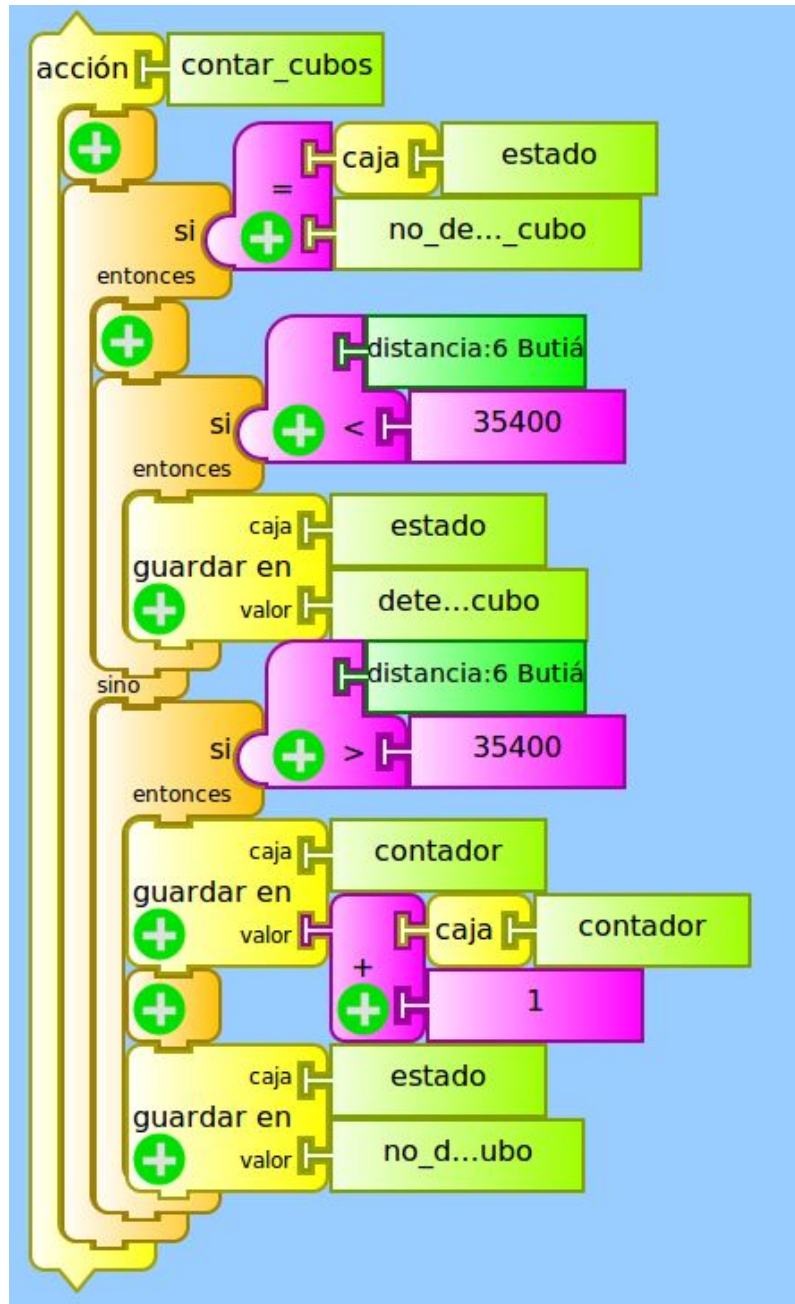 acción contar_cubos
= caja estado
si no_de..._cubo
entonces
distancia:6 Butiá
si < 35400
entonces
caja estado
guardar en
valor dete...cubo
sino
distancia:6 Butiá
si > 35400
entonces
caja contador
guardar en
valor + caja contador
1
caja estado
guardar en
valor no_d...ubo